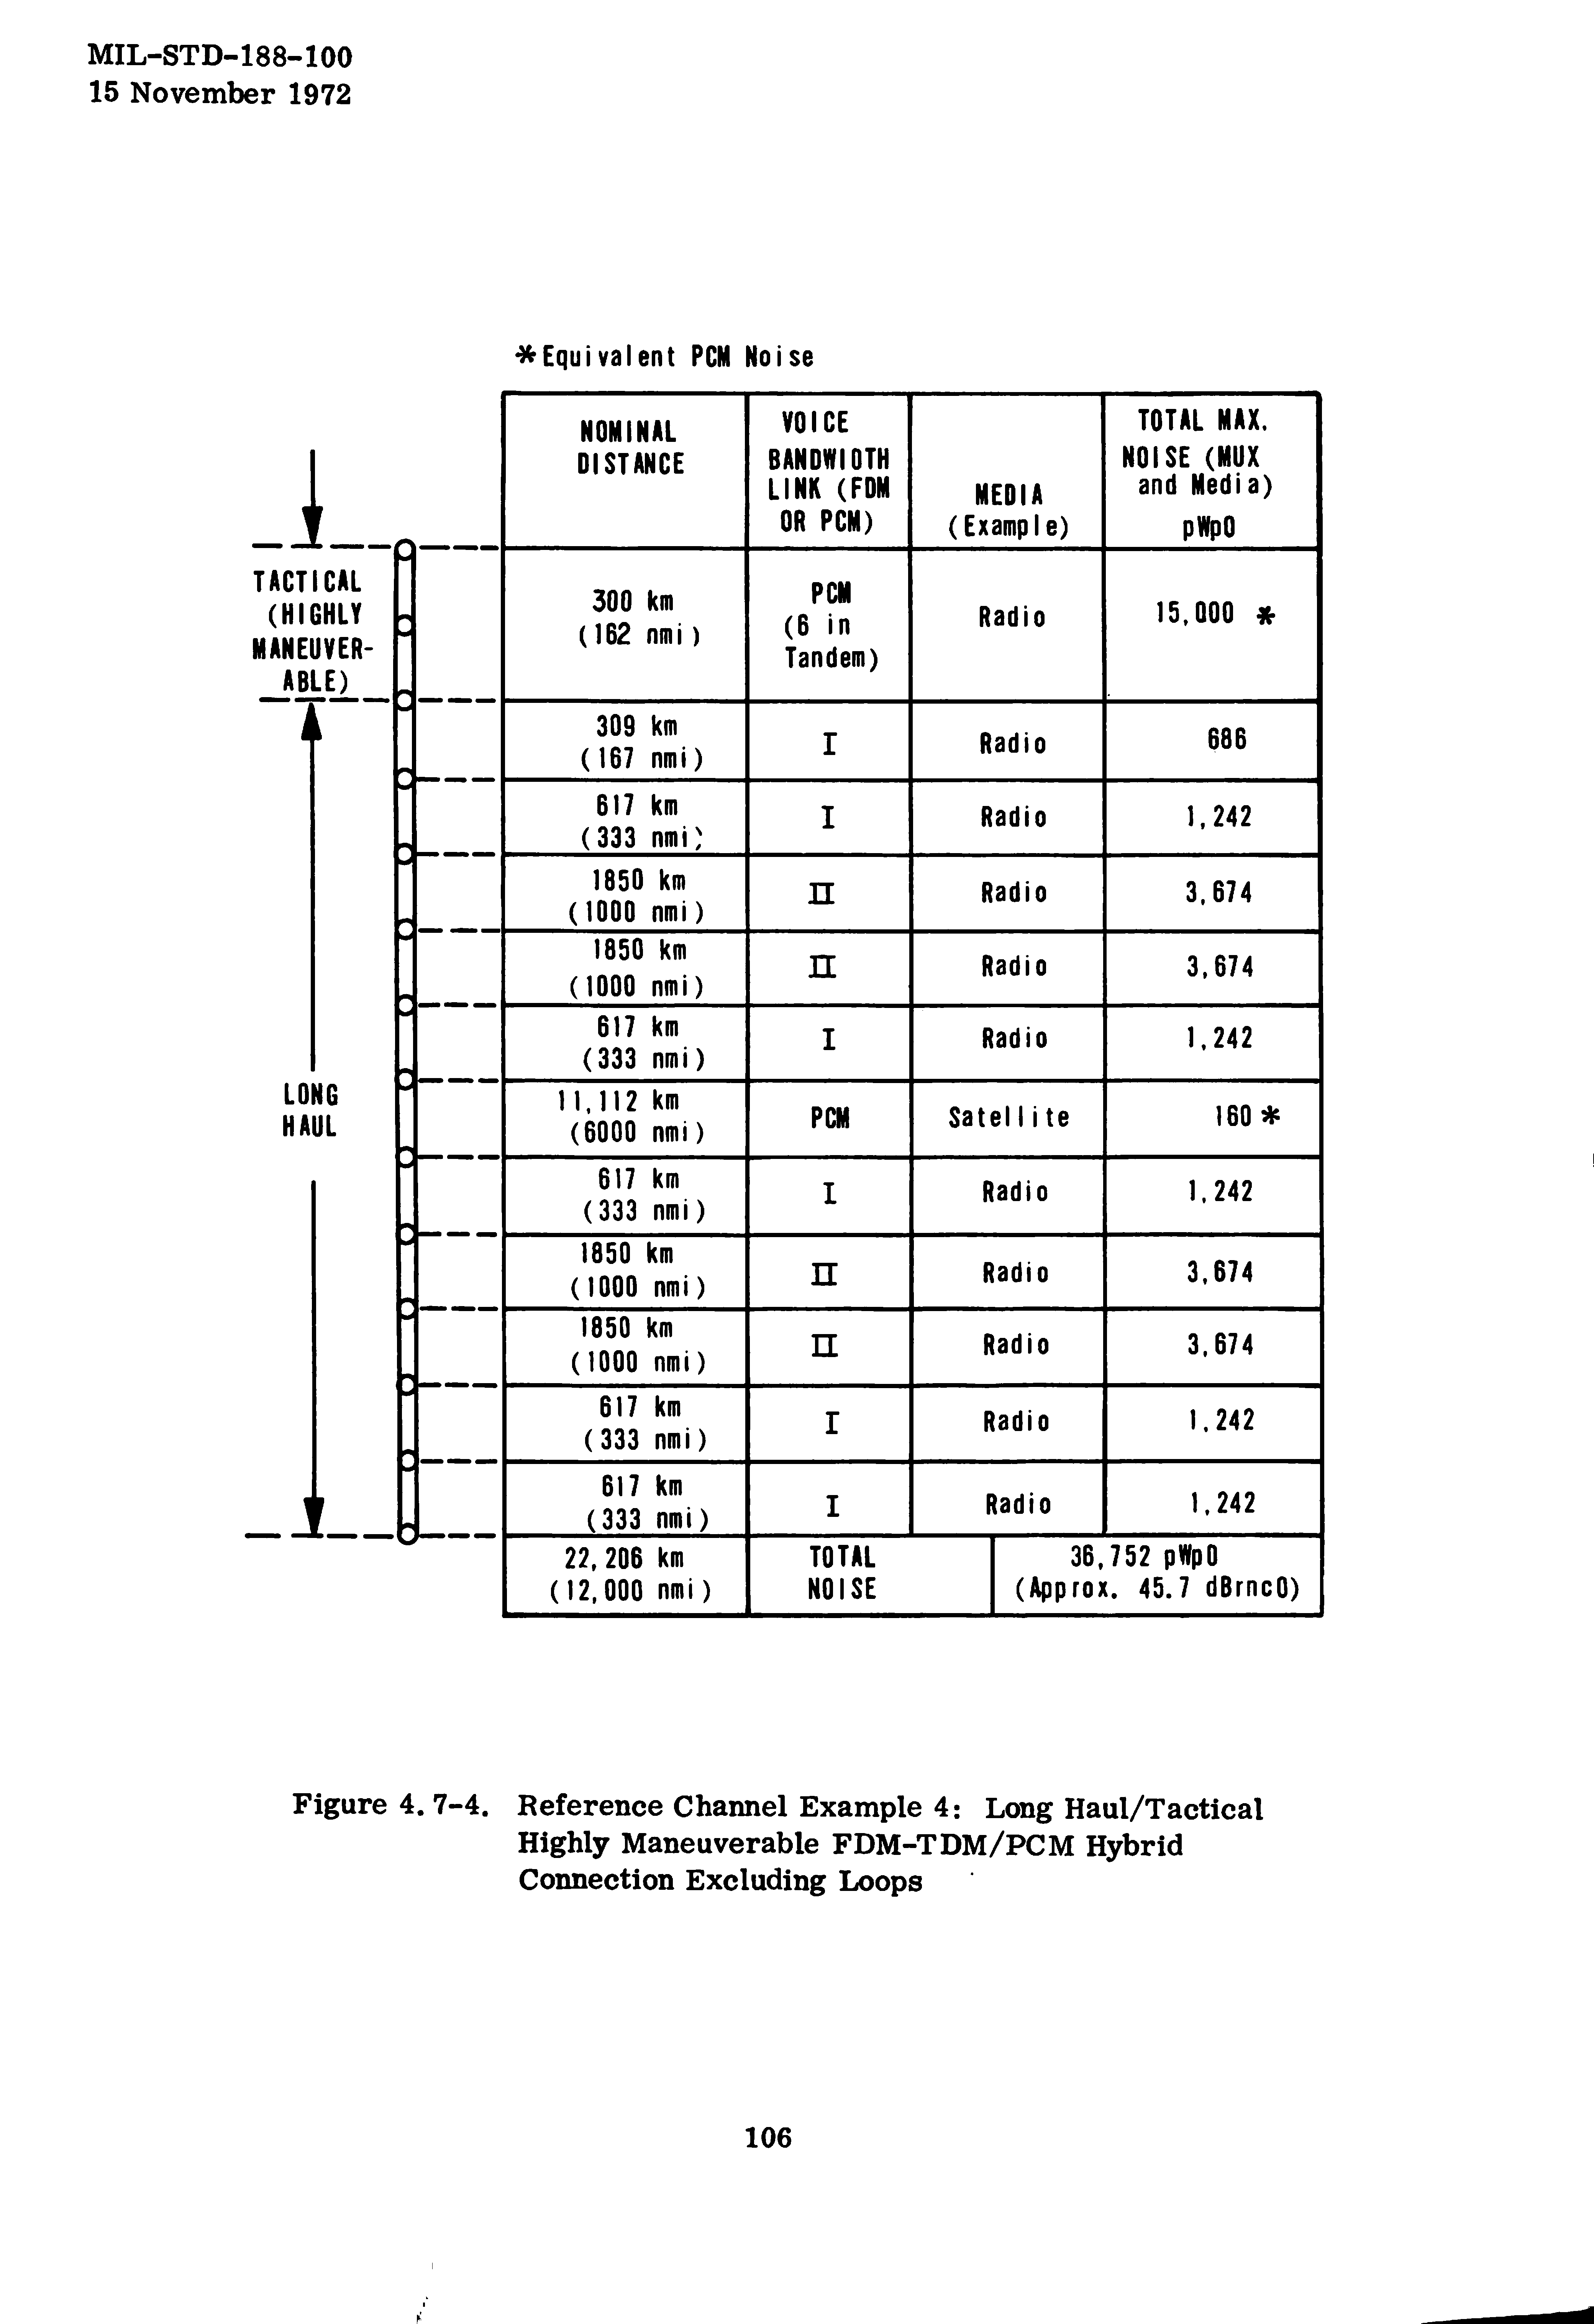 MIL-STD-188-100
15 November 1972
*Equivalent PCM Noise
NOMINAL
DISTANCE
VOICE
BANDWIDTH
LINK (FDM
OR PCM)
MEDIA
(Example)
TOTAL MAX.
NOISE (MUX
and Media)
pWp0
TACTICAL
(HIGHLY
MANEUVER-
ABLE)
300 km
(162 nmi)
PCM
(6 in
Tandem)
Radio
15,000 *
309 km
(167 nmi)
I
Radio
686
617 km
(333 nmi)
I
Radio
1,242
1850 km
(1000 nmi)
II
Radio
3,674
1850 km
(1000 nmi)
II
Radio
3,674
617 km
(333 nmi)
I
Radio
1,242
LONG
HAUL
11,112 km
(6000 nmi)
PCM
Satellite
160 *
617 km
(333 nmi)
I
Radio
1,242
1850 km
(1000 nmi)
II
Radio
3,674
1850 km
(1000 nmi)
II
Radio
3,674
617 km
(333 nmi)
I
Radio
1,242
617 km
(333 nmi)
I
Radio
1,242
22,206 km
(12,000 nmi)
TOTAL
NOISE
36,752 pWp0
(Approx. 45.7 dBrnc0)
Figure 4.7-4. Reference Channel Example 4: Long Haul/Tactical
Highly Maneuverable FDM-TDM/PCM Hybrid
Connection Excluding Loops
106